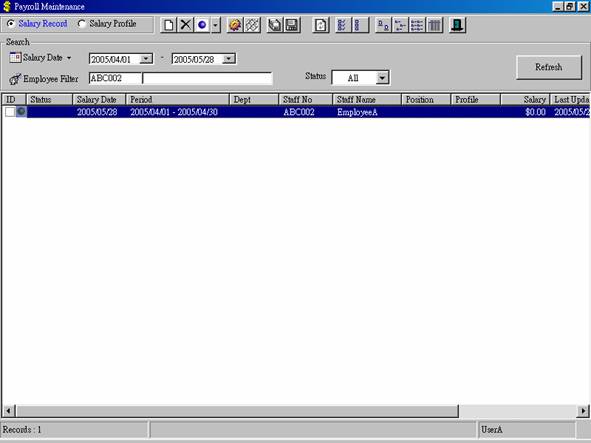 Payroll Maintenance
Salary Record Salary Profile
Search
Salary Date 2005/04/01 - 2005/05/28
Refresh
Employee Filter ABC002 Status All
ID Status Salary Date Period Dept Staff No Staff Name Position Profile Salary Last Upda
2005/05/28 2005/04/01 - 2005/04/30 ABC002 EmployeeA $0.00 2005/05/2
Records : 1 UserA